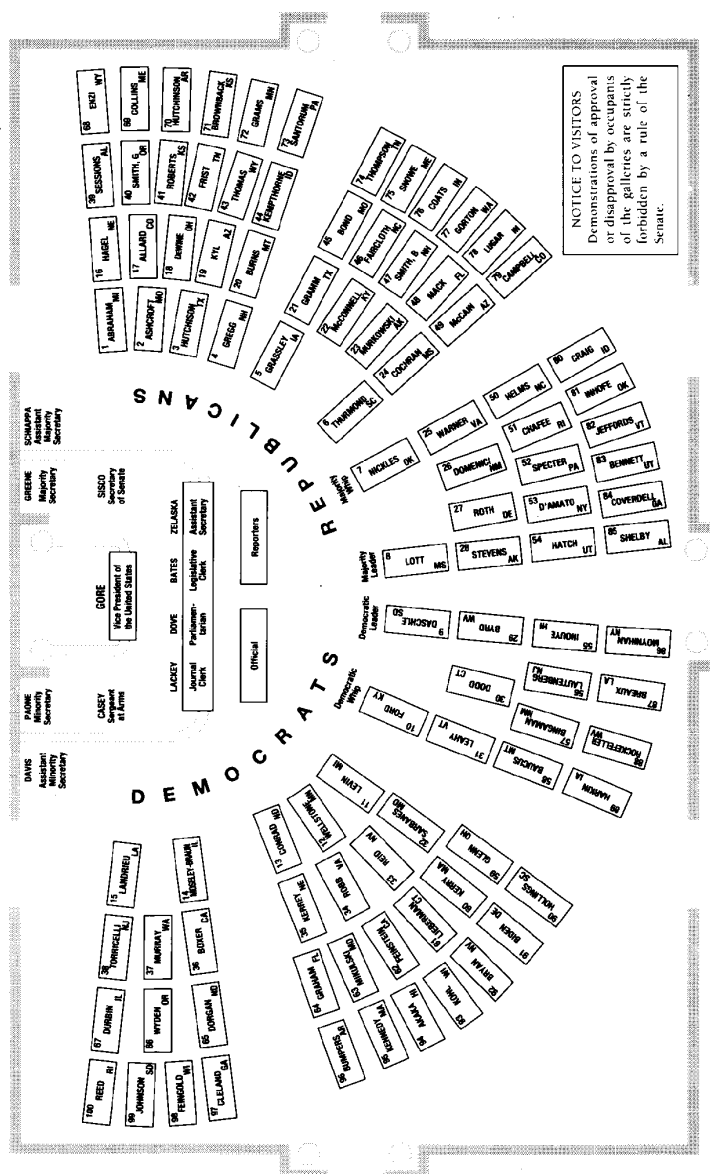 DAVIS
Assistant
Minority
Secretary
PAONE
Minority
Secretary
GREENE
Majority
Secretary
SCHIAPPA
Assistant
Majority
Secretary
CASEY
Sergeant
at Arms
GORE
Vice President of
the United States
SISCO
Secretary
of Senate
LACKEY
Journal
Clerk
DOVE
Parliamen-
tarian
BATES
Legislative
Clerk
ZELASKA
Assistant
Secretary
Official
Reporters
DEMOCRATS
REPUBLICANS
Democratic
Whip
Democratic
Leader
Majority
Leader
Majority
Whip
1 ABRAHAM MI
2 ASHCROFT MO
3 HUTCHISON TX
4 GREGG NH
5 GRASSLEY IA
6 THURMOND SC
7 NICKLES OK
8 LOTT MS
9 DASCHLE SD
10 FORD KY
11 LEVIN MI
12 WELLSTONE MN
13 CONRAD ND
14 MOSELEY-BRAUN IL
15 LANDRIEU LA
16 HAGEL NE
17 ALLARD CO
18 DeWINE OH
19 KYL AZ
20 BURNS MT
21 GRAMM TX
22 McCONNELL KY
23 MURKOWSKI AK
24 COCHRAN MS
25 WARNER VA
26 DOMENICI NM
27 ROTH DE
28 STEVENS AK
29 BYRD WV
30 DODD CT
31 LEAHY VT
32 SARBANES MD
33 REID NV
34 ROBB VA
35 KERREY NE
36 BOXER CA
37 MURRAY WA
38 TORRICELLI NJ
39 SESSIONS AL
40 SMITH, G OR
41 ROBERTS KS
42 FRIST TN
43 THOMAS WY
44 KEMPTHORNE ID
45 BOND MO
46 FAIRCLOTH NC
47 SMITH, B NH
48 MACK FL
49 McCAIN AZ
50 HELMS NC
51 CHAFEE RI
52 SPECTER PA
53 D'AMATO NY
54 HATCH UT
55 INOUYE HI
56 LAUTENBERG NJ
57 BINGAMAN NM
58 BAUCUS MT
59 GLENN OH
60 KERRY MA
61 LIEBERMAN CT
62 FEINSTEIN CA
63 MIKULSKI MD
64 GRAHAM FL
65 DORGAN ND
66 WYDEN OR
67 DURBIN IL
68 ENZI WY
69 COLLINS ME
70 HUTCHINSON AR
71 BROWNBACK KS
72 GRAMS MN
73 SANTORUM PA
74 THOMPSON TN
75 SNOWE ME
76 COATS IN
77 GORTON WA
78 LUGAR IN
79 CAMPBELL CO
80 CRAIG ID
81 INHOFE OK
82 JEFFORDS VT
83 BENNETT UT
84 COVERDELL GA
85 SHELBY AL
86 MOYNIHAN NY
87 BREAUX LA
88 ROCKEFELLER WV
89 HARKIN IA
90 HOLLINGS SC
91 BIDEN DE
92 BRYAN NV
93 KOHL WI
94 AKAKA HI
95 KENNEDY MA
96 BUMPERS AR
97 CLELAND GA
98 FEINGOLD WI
99 JOHNSON SD
100 REED RI
NOTICE TO VISITORS
Demonstrations of approval
or disapproval by occupants
of the galleries are strictly
forbidden by a rule of the
Senate.